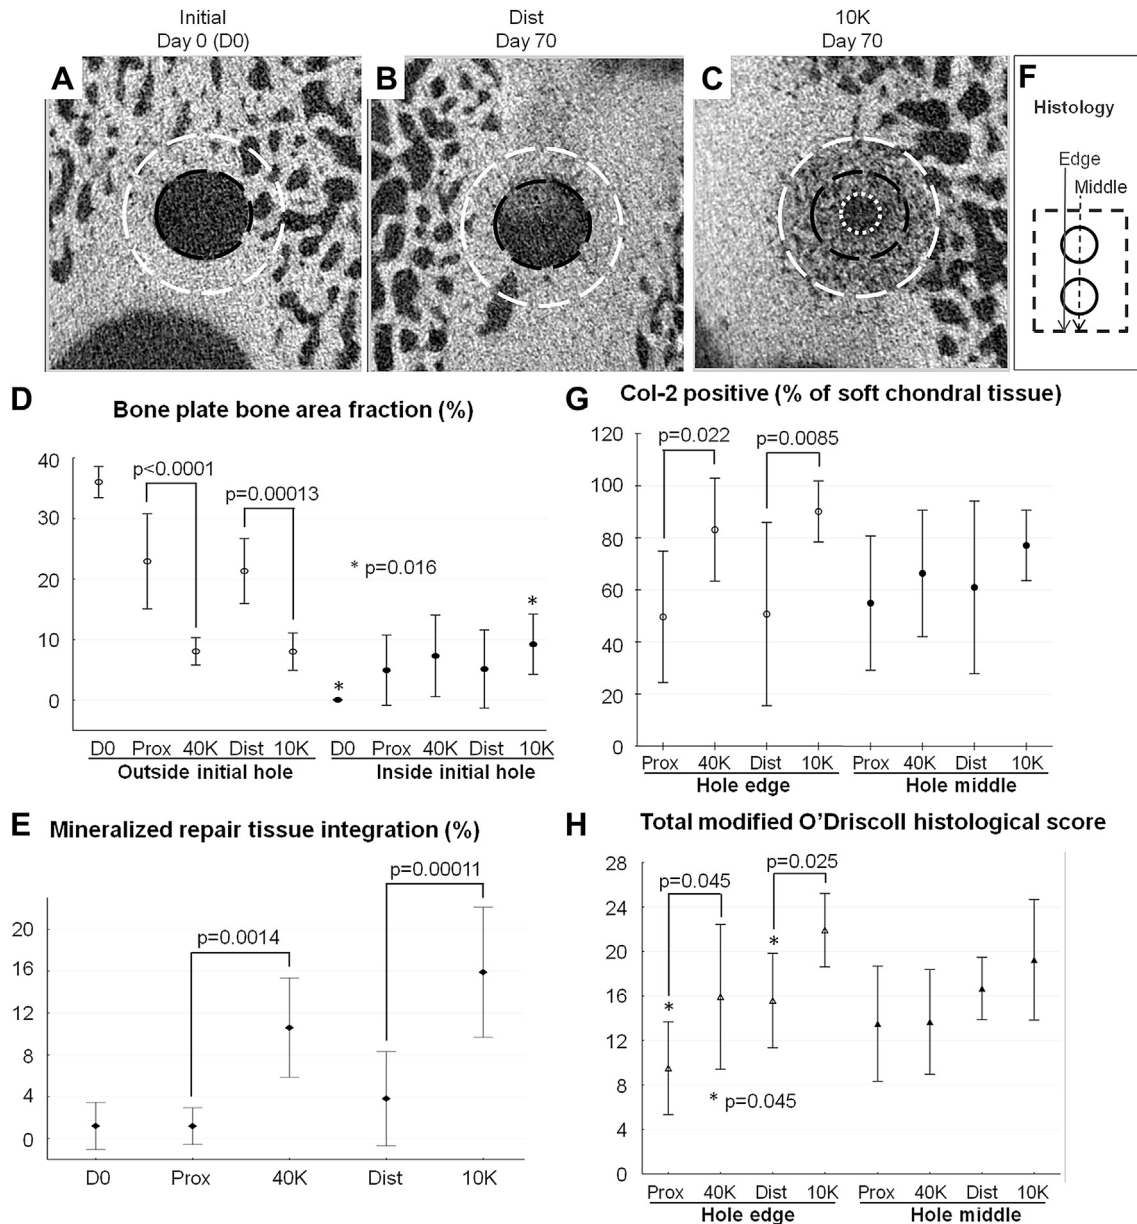 Initial
Day 0 (D0)
Dist
Day 70
10K
Day 70
A
B
C
F
Histology
Edge
Middle
D
Bone plate bone area fraction (%)
40
30
20
10
0
p<0.0001
p=0.00013
* p=0.016
*
*
D0 Prox 40K Dist 10K D0 Prox 40K Dist 10K
Outside initial hole Inside initial hole
G
Col-2 positive (% of soft chondral tissue)
120
100
80
60
40
20
0
p=0.022
p=0.0085
Prox 40K Dist 10K Prox 40K Dist 10K
Hole edge Hole middle
E
Mineralized repair tissue integration (%)
20
16
12
8
4
0
p=0.0014
p=0.00011
D0 Prox 40K Dist 10K
H
Total modified O'Driscoll histological score
28
24
20
16
12
8
4
0
p=0.045
p=0.025
*
*
* p=0.045
Prox 40K Dist 10K Prox 40K Dist 10K
Hole edge Hole middle